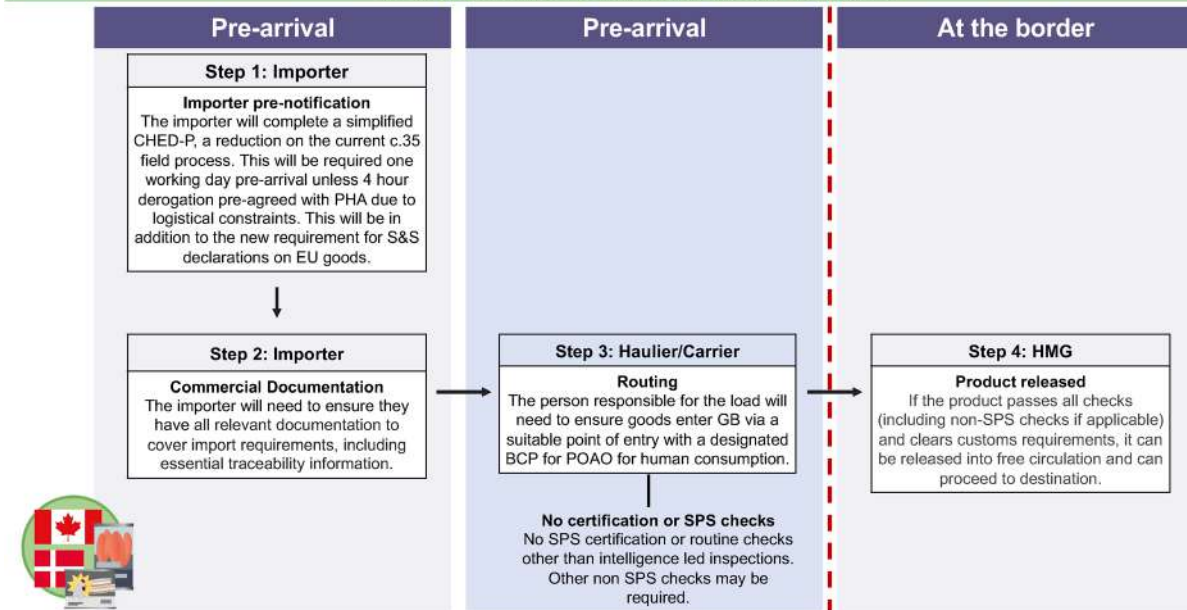 Pre-arrival
Step 1: Importer
Importer pre-notification
The importer will complete a simplified
CHED-P, a reduction on the current c.35
field process. This will be required one
working day pre-arrival unless 4 hour
derogation pre-agreed with PHA due to
logistical constraints. This will be in
addition to the new requirement for S&S
declarations on EU goods.
Step 2: Importer
Commercial Documentation
The importer will need to ensure they
have all relevant documentation to
cover import requirements, including
essential traceability information.
Pre-arrival
Step 3: Haulier/Carrier
Routing
The person responsible for the load will
need to ensure goods enter GB via a
suitable point of entry with a designated
BCP for POAO for human consumption.
No certification or SPS checks
No SPS certification or routine checks
other than intelligence led inspections.
Other non SPS checks may be
required.
At the border
Step 4: HMG
Product released
If the product passes all checks
(including non-SPS checks if applicable)
and clears customs requirements, it can
be released into free circulation and can
proceed to destination.